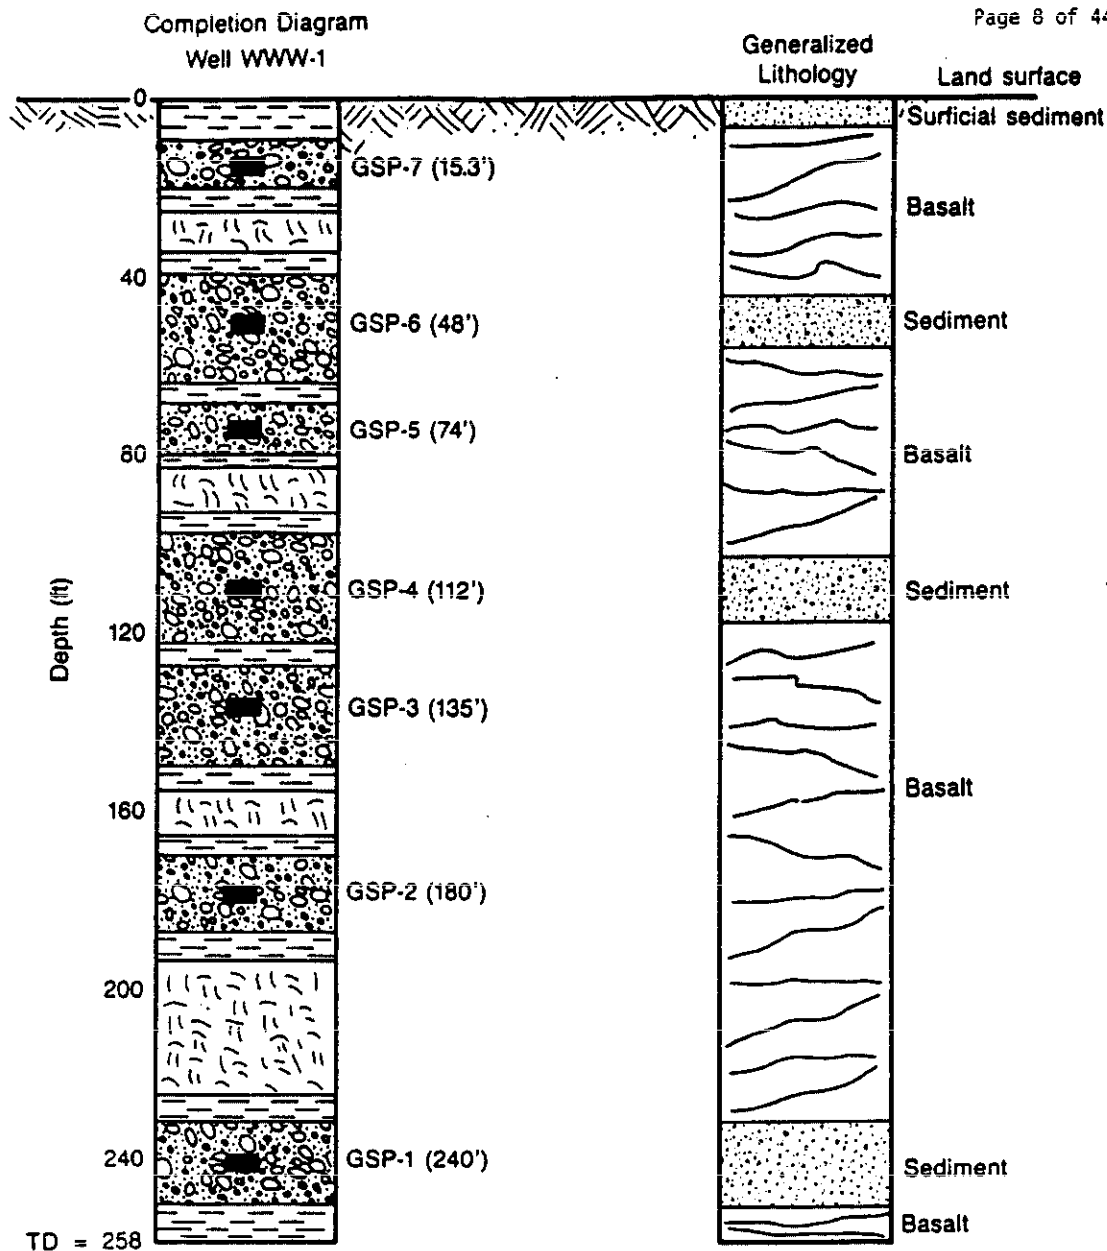 Page 8 of 44
Completion Diagram
Well WWW-1
Generalized
Lithology
Land surface
0
Surficial sediment
GSP-7 (15.3')
Basalt
40
GSP-6 (48')
Sediment
GSP-5 (74')
80
Basalt
GSP-4 (112')
Sediment
120
Depth (ft)
GSP-3 (135')
160
Basalt
GSP-2 (180')
200
240
GSP-1 (240')
Sediment
TD = 258
Basalt